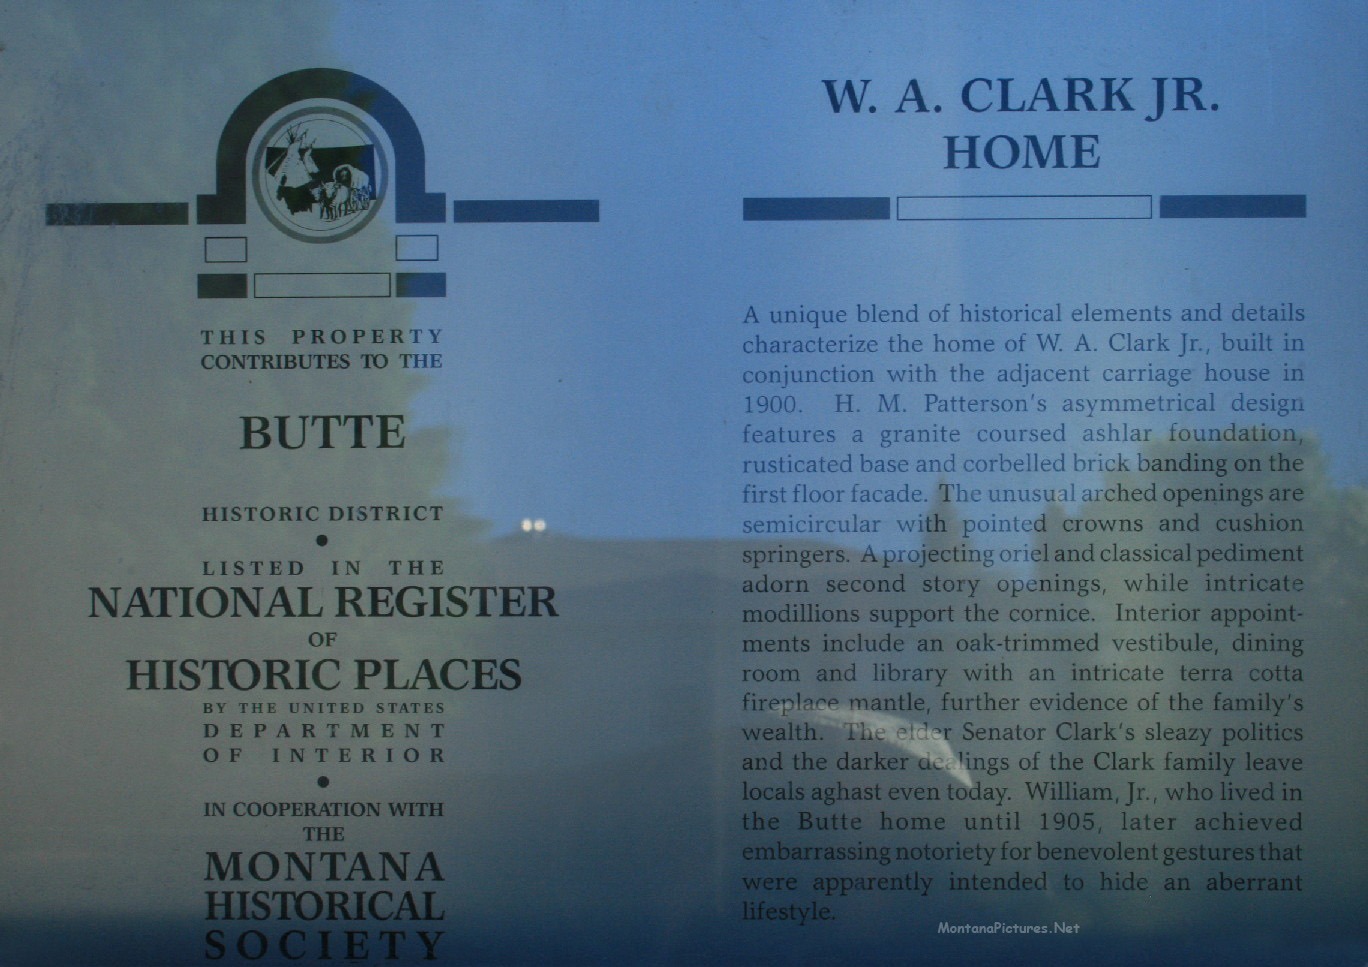 THIS PROPERTY
CONTRIBUTES TO THE
BUTTE
HISTORIC DISTRICT
LISTED IN THE
NATIONAL REGISTER
OF
HISTORIC PLACES
BY THE UNITED STATES
DEPARTMENT
OF INTERIOR
IN COOPERATION WITH
THE
MONTANA
HISTORICAL
SOCIETY
W. A. CLARK JR.
HOME
A unique blend of historical elements and details
characterize the home of W. A. Clark Jr., built in
conjunction with the adjacent carriage house in
1900. H. M. Patterson's asymmetrical design
features a granite coursed ashlar foundation,
rusticated base and corbelled brick banding on the
first floor facade. The unusual arched openings are
semicircular with pointed crowns and cushion
springers. A projecting oriel and classical pediment
adorn second story openings, while intricate
modillions support the cornice. Interior appoint-
ments include an oak-trimmed vestibule, dining
room and library with an intricate terra cotta
fireplace mantle, further evidence of the family's
wealth. The elder Senator Clark's sleazy politics
and the darker dealings of the Clark family leave
locals aghast even today. William, Jr., who lived in
the Butte home until 1905, later achieved
embarrassing notoriety for benevolent gestures that
were apparently intended to hide an aberrant
lifestyle.
MontanaPictures.Net